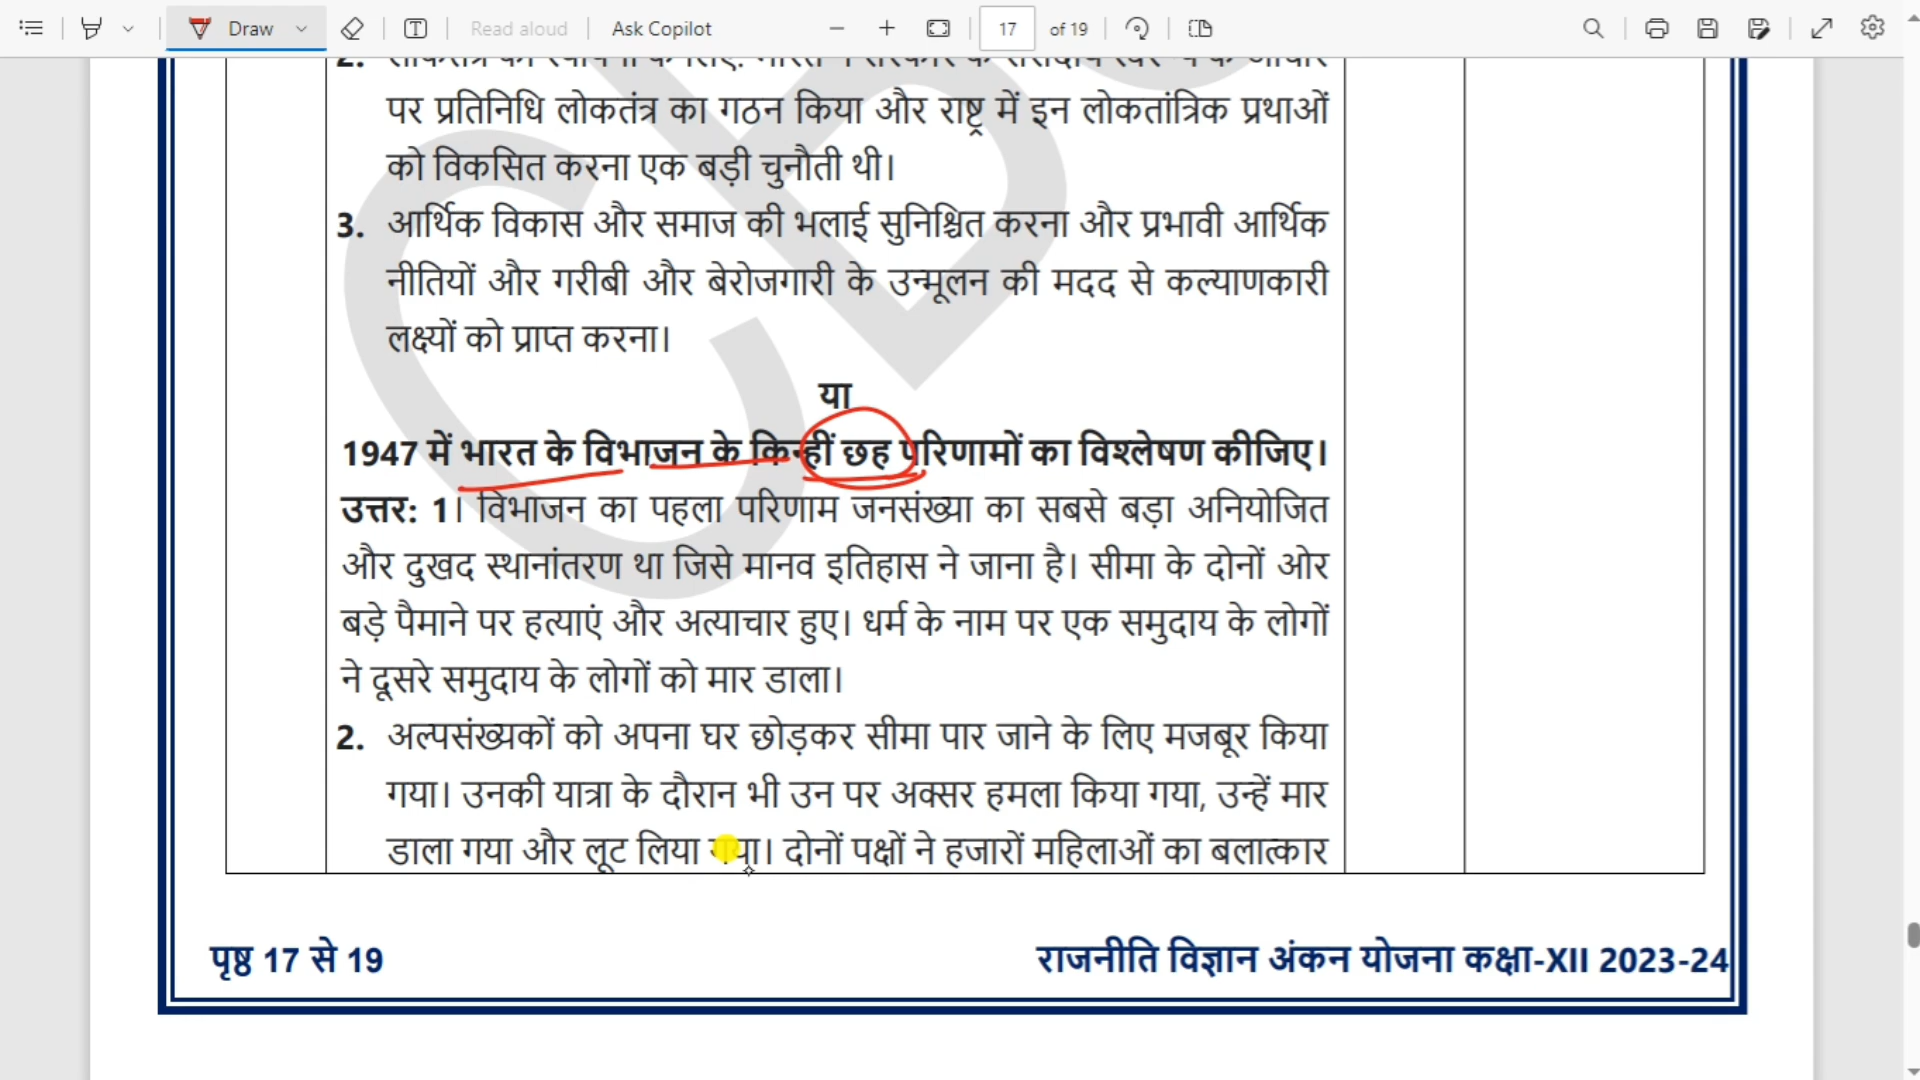 Draw
Read aloud
Ask Copilot
17
of 19
पर प्रतिनिधि लोकतंत्र का गठन किया और राष्ट्र में इन लोकतांत्रिक प्रथाओं
को विकसित करना एक बड़ी चुनौती थी।
3. आर्थिक विकास और समाज की भलाई सुनिश्चित करना और प्रभावी आर्थिक
नीतियों और गरीबी और बेरोजगारी के उन्मूलन की मदद से कल्याणकारी
लक्ष्यों को प्राप्त करना।
या
1947 में भारत के विभाजन के किन्हीं छह परिणामों का विश्लेषण कीजिए।
उत्तर: 1। विभाजन का पहला परिणाम जनसंख्या का सबसे बड़ा अनियोजित
और दुखद स्थानांतरण था जिसे मानव इतिहास ने जाना है। सीमा के दोनों ओर
बड़े पैमाने पर हत्याएं और अत्याचार हुए। धर्म के नाम पर एक समुदाय के लोगों
ने दूसरे समुदाय के लोगों को मार डाला।
2. अल्पसंख्यकों को अपना घर छोड़कर सीमा पार जाने के लिए मजबूर किया
गया। उनकी यात्रा के दौरान भी उन पर अक्सर हमला किया गया, उन्हें मार
डाला गया और लूट लिया गया। दोनों पक्षों ने हजारों महिलाओं का बलात्कार
पृष्ठ 17 से 19
राजनीति विज्ञान अंकन योजना कक्षा-XII 2023-24